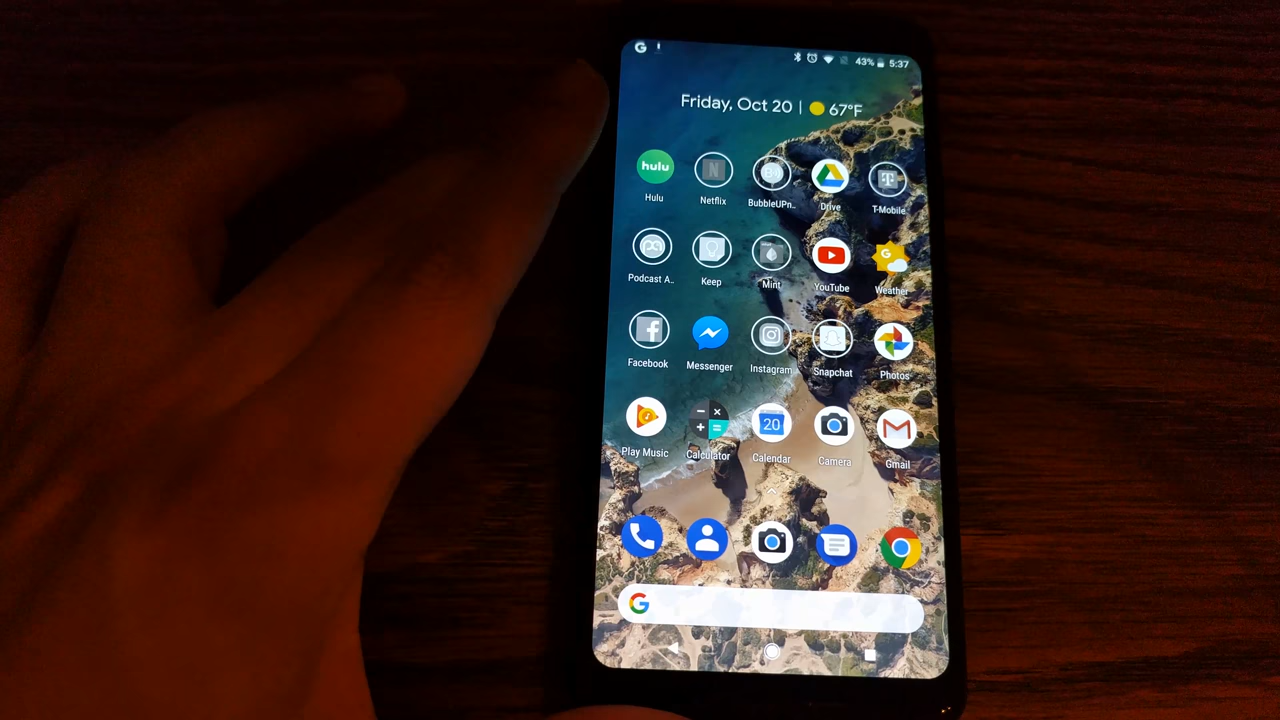 G 43% 5:37
Friday, Oct 20 | 67°F
hulu N
Hulu Netflix BubbleUPn.. Drive T-Mobile
Podcast A.. Keep Mint YouTube Weather
Facebook Messenger Instagram Snapchat Photos
20
Play Music Calculator Calendar Camera Gmail
G